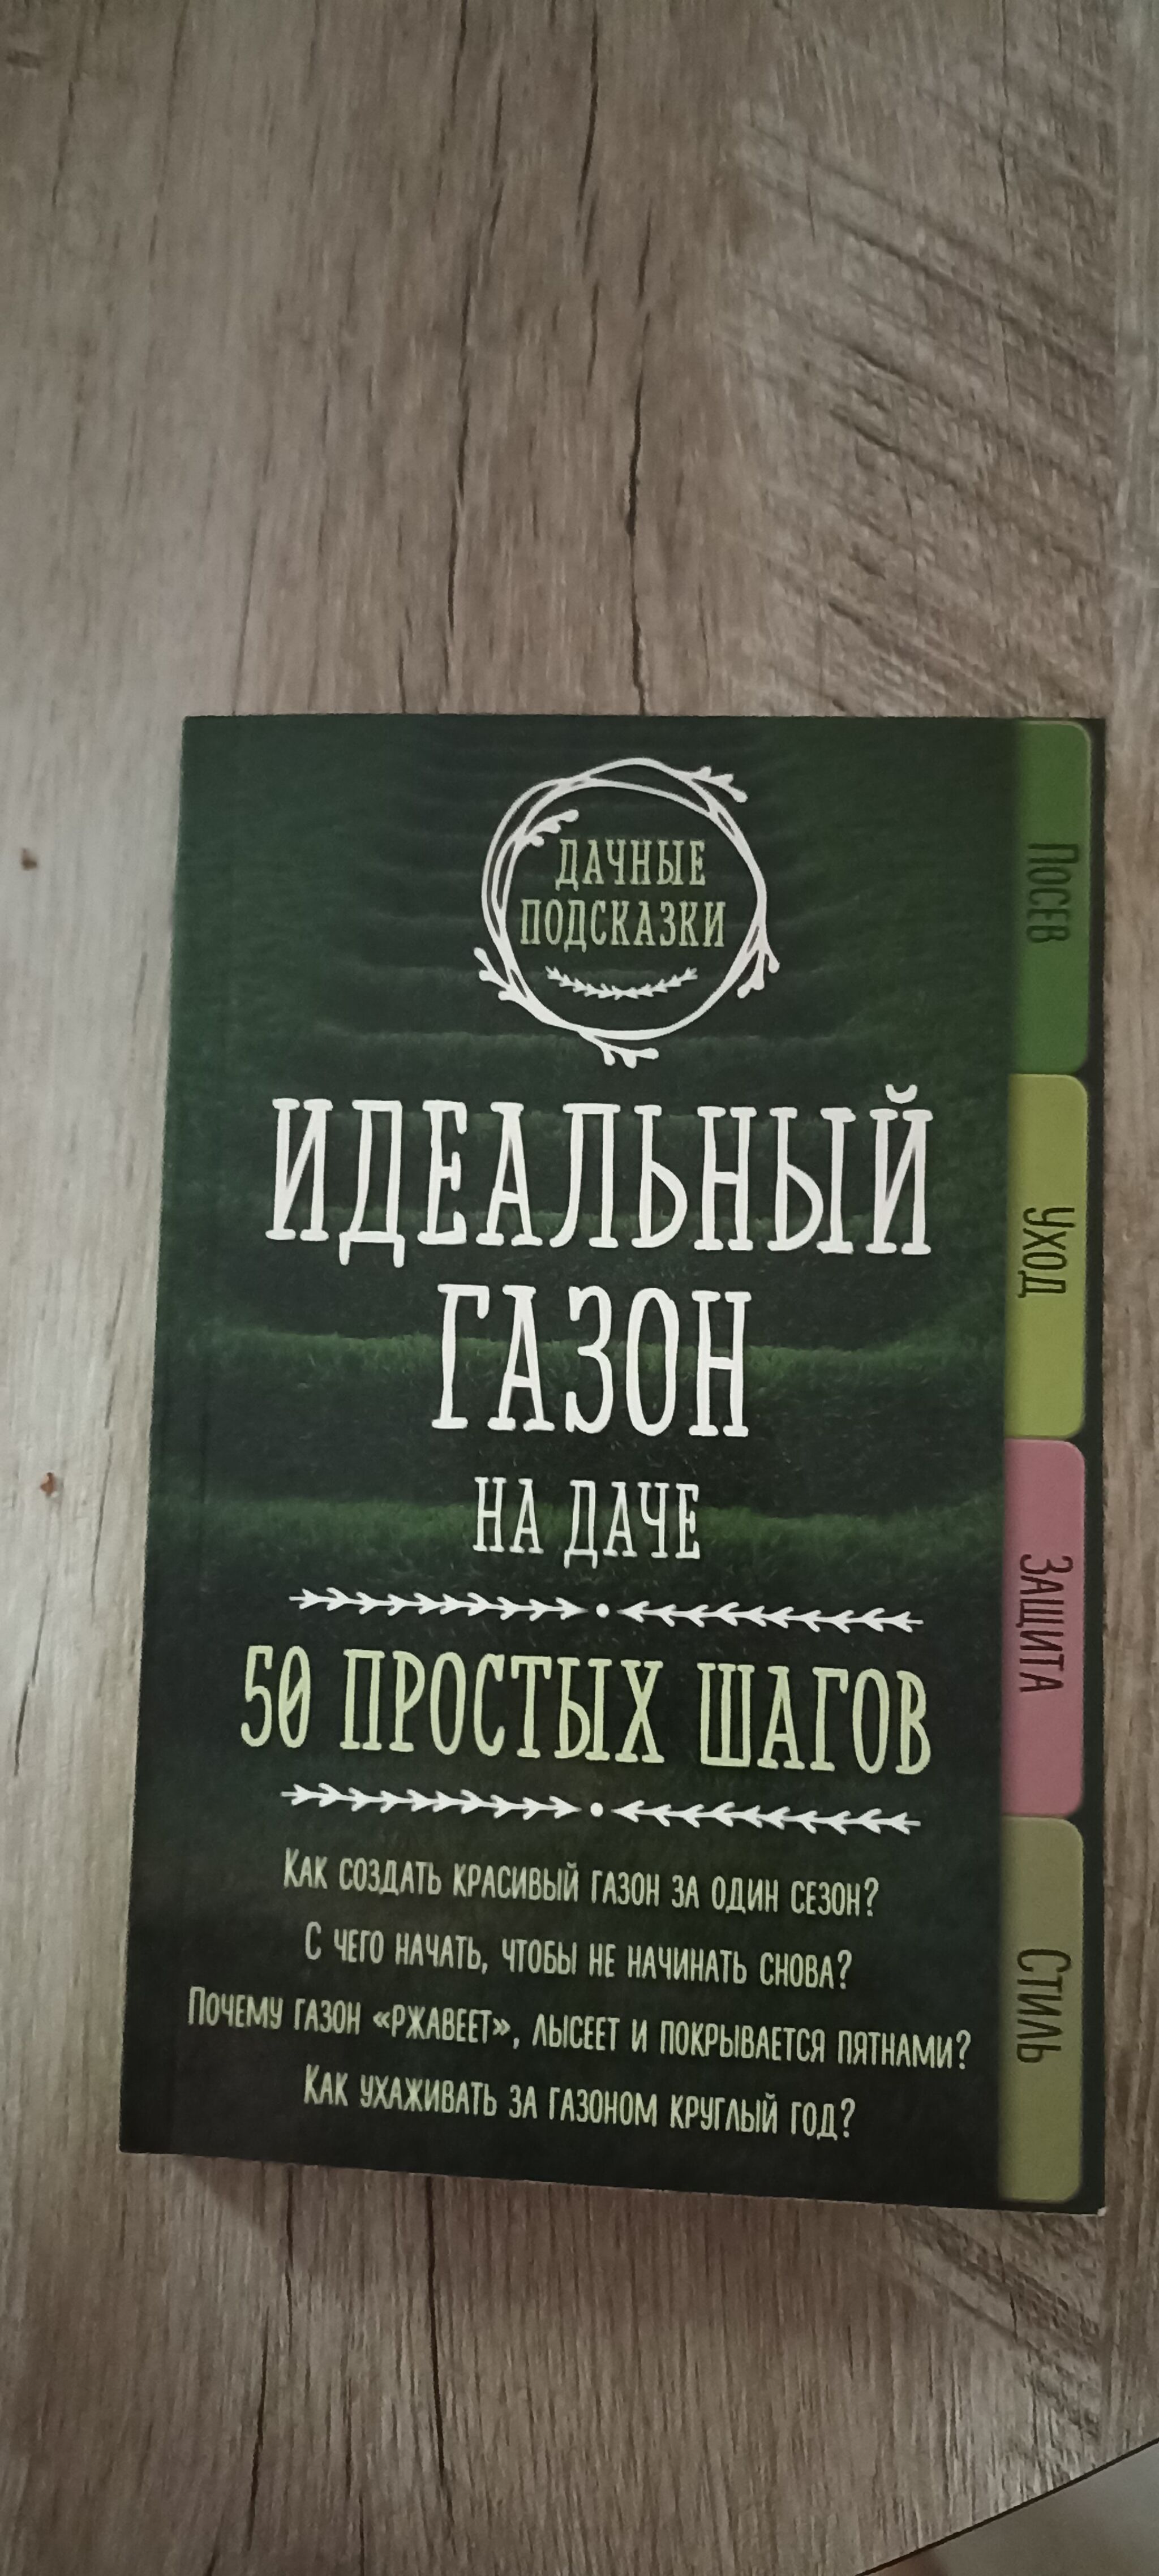 ДАЧНЫЕ
ПОДСКАЗКИ
ИДЕАЛЬНЫЙ
ГАЗОН
НА ДАЧЕ
50 ПРОСТЫХ ШАГОВ
Как создать красивый газон за один сезон?
С чего начать, чтобы не начинать снова?
Почему газон «ржавеет», лысеет и покрывается пятнами?
Как ухаживать за газоном круглый год?
Посев
Уход
Защита
Стиль